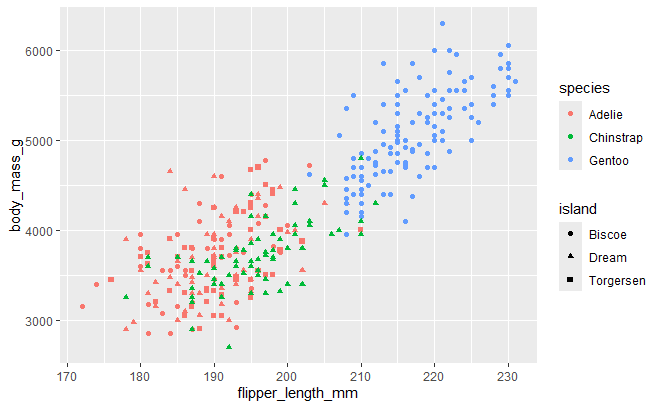 6000
5000
4000
3000
body_mass_g
170 180 190 200 210 220 230
flipper_length_mm
species
Adelie
Chinstrap
Gentoo
island
Biscoe
Dream
Torgersen